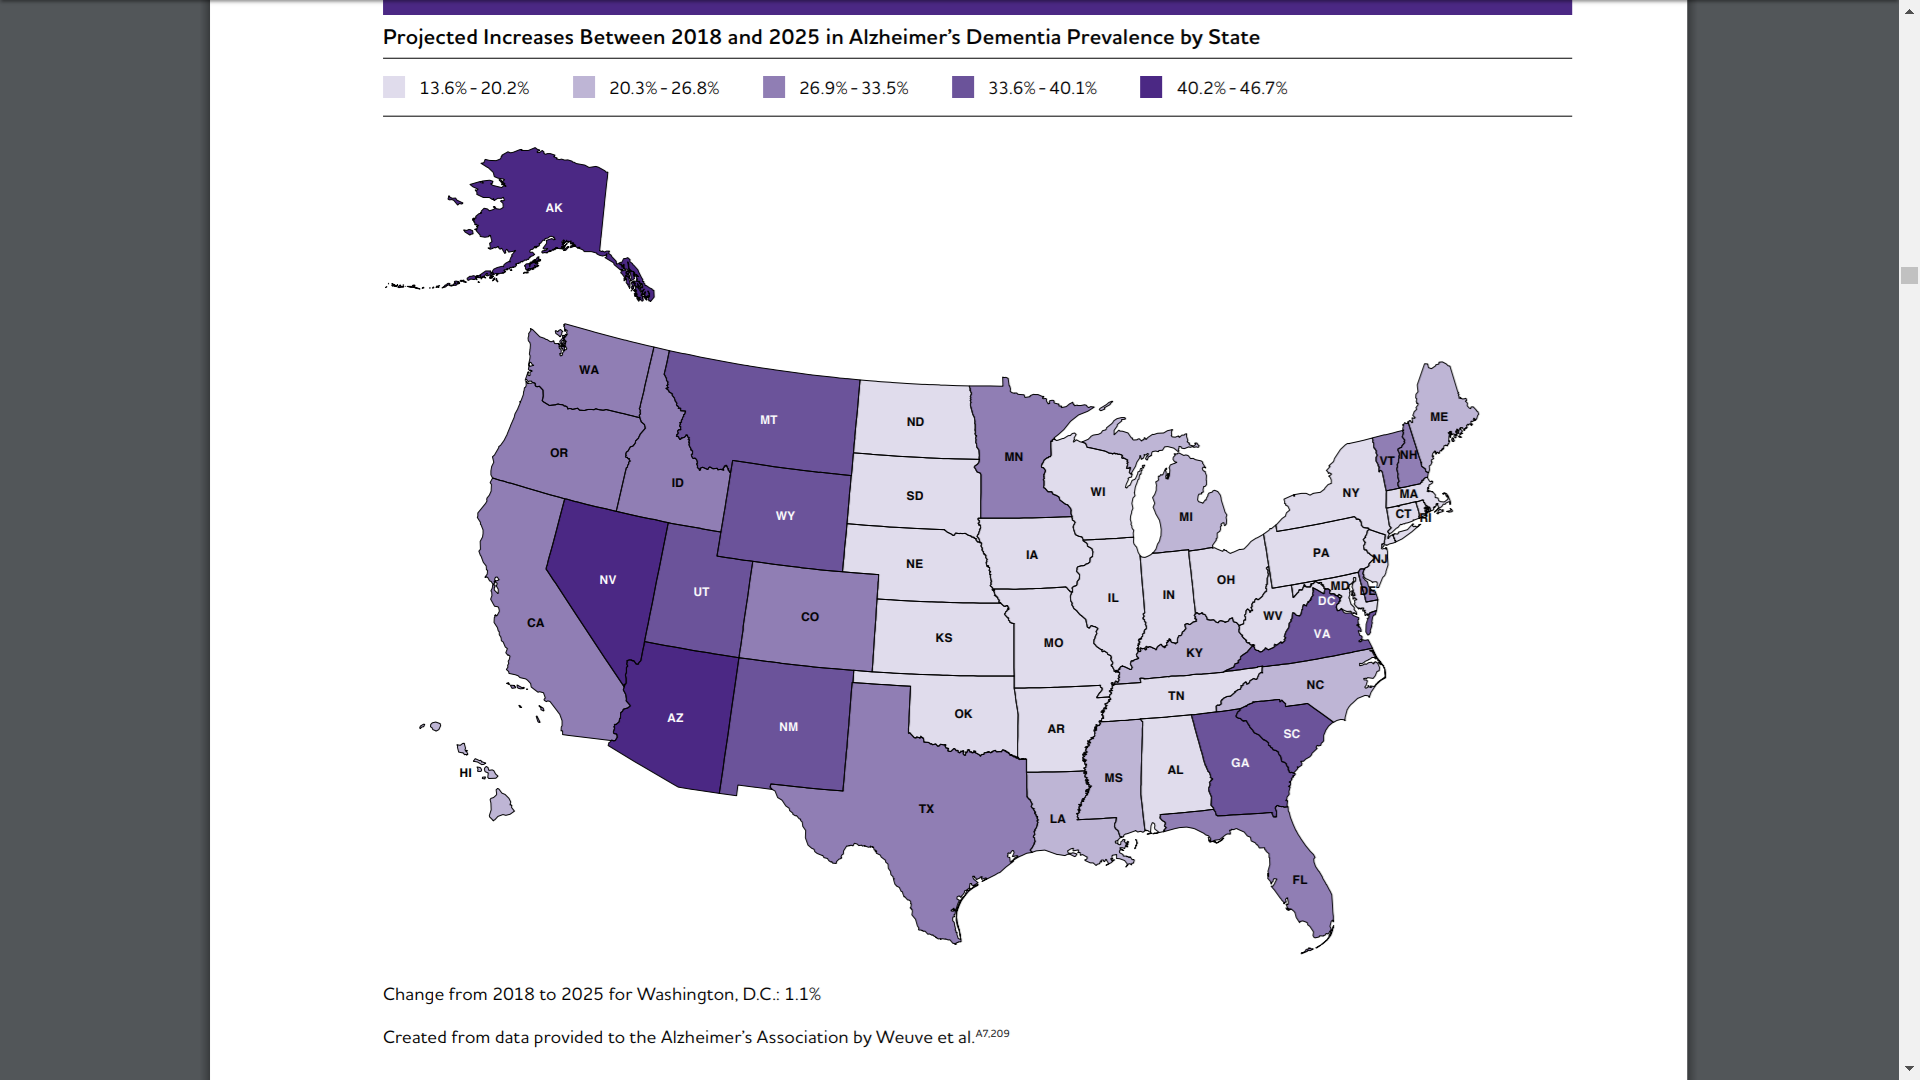 Projected Increases Between 2018 and 2025 in Alzheimer's Dementia Prevalence by State
13.6% - 20.2% 20.3% - 26.8% 26.9% - 33.5% 33.6% - 40.1% 40.2% - 46.7%
AK
WA
MT
ND
MN
ME
OR
ID
WY
SD
WI
MI
NY
VT
NH
MA
CT
RI
NV
UT
CO
NE
IA
PA
NJ
CA
KS
MO
IL
IN
OH
WV
MD
DE
DC
VA
KY
NC
TN
AZ
NM
OK
AR
SC
HI
TX
LA
MS
AL
GA
FL
Change from 2018 to 2025 for Washington, D.C.: 1.1%
Created from data provided to the Alzheimer's Association by Weuve et al.A7,209